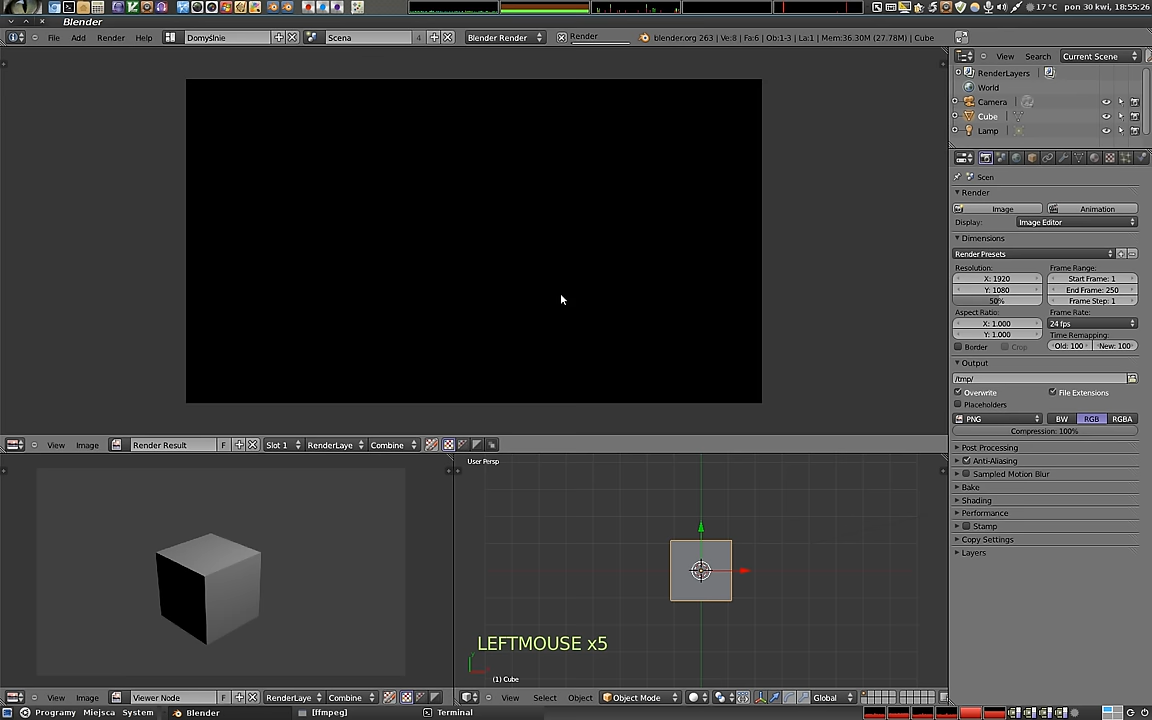 17 °C pon 30 kwi, 18:55:26
Blender
File Add Render Help Domyślnie Scena 4 Blender Render Render blender.org 263 | Ve:8 | Fa:6 | Ob:1-3 | La:1 | Mem:36.30M (27.78M) | Cube
View Search Current Scene
RenderLayers
World
Camera
Cube
Lamp
Scen
Render
Image Animation
Display: Image Editor
Dimensions
Render Presets
Resolution: Frame Range:
X: 1920 Start Frame: 1
Y: 1080 End Frame: 250
50% Frame Step: 1
Aspect Ratio: Frame Rate:
X: 1.000 24 fps
Y: 1.000 Time Remapping:
Border Crop Old: 100 New: 100
Output
/tmp/
Overwrite File Extensions
Placeholders
PNG BW RGB RGBA
Compression: 100%
Post Processing
Anti-Aliasing
Sampled Motion Blur
Bake
Shading
Performance
Stamp
Copy Settings
Layers
View Image Render Result F Slot 1 RenderLaye Combine
User Persp
LEFTMOUSE x5
(1) Cube
View Image Viewer Node F RenderLaye Combine
View Select Object Object Mode Global
Programy Miejsca System Blender [ffmpeg] Terminal